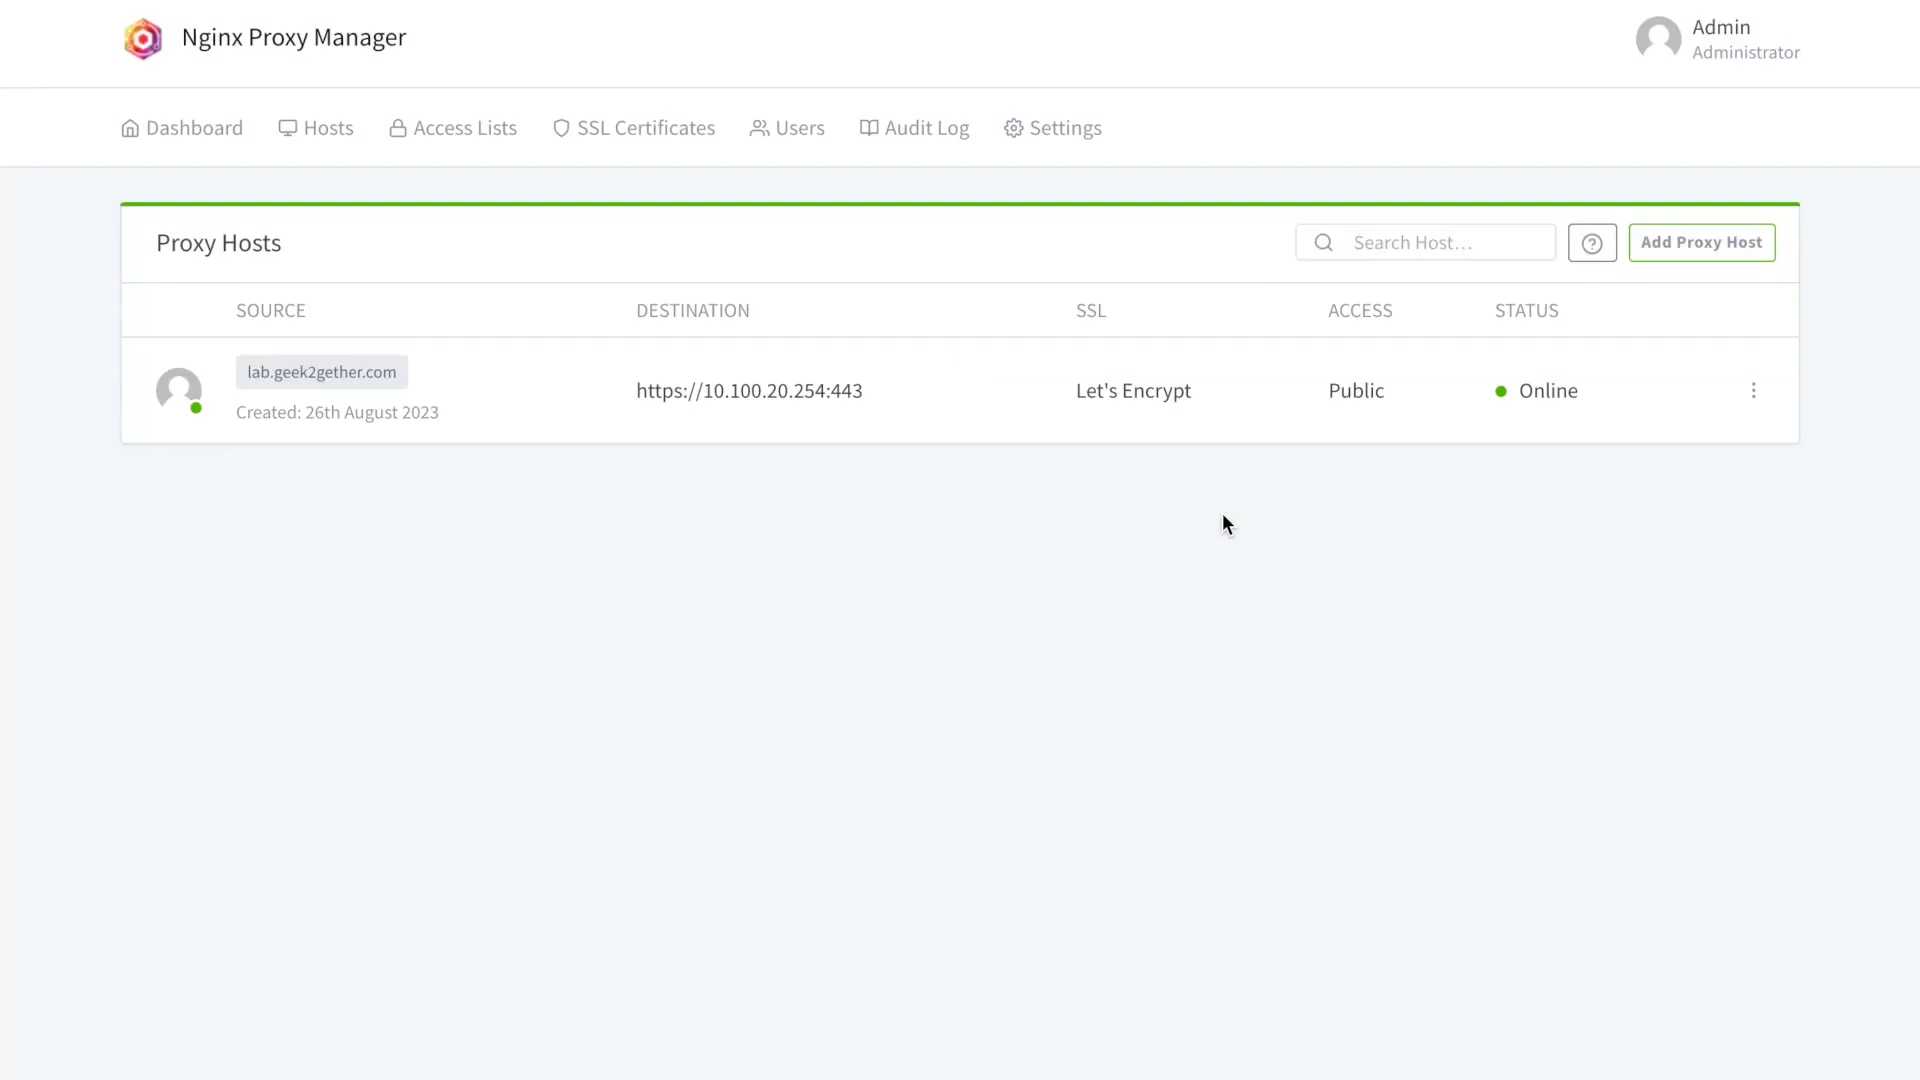 Nginx Proxy Manager
Admin
Administrator
Dashboard Hosts Access Lists SSL Certificates Users Audit Log Settings
Proxy Hosts Search Host... Add Proxy Host
SOURCE DESTINATION SSL ACCESS STATUS
lab.geek2gether.com
https://10.100.20.254:443 Let's Encrypt Public Online
Created: 26th August 2023